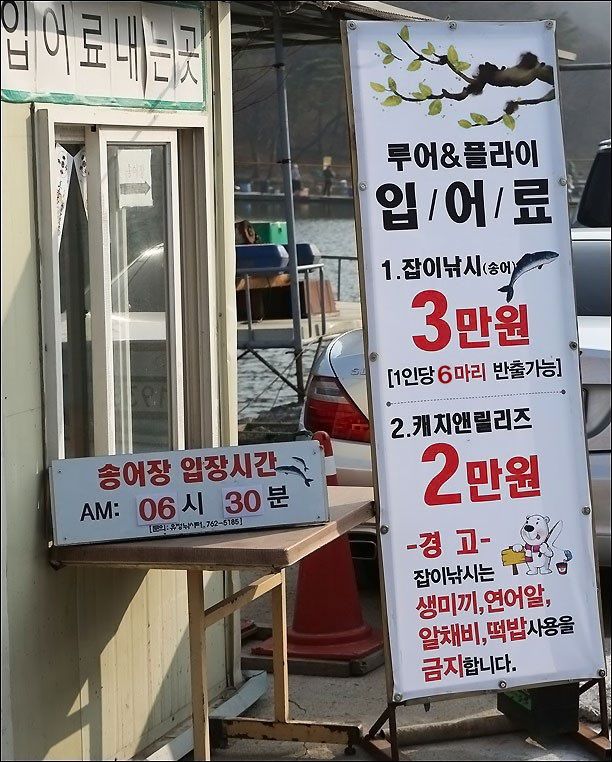 입어료내는곳
루어&플라이
입/어/료
1.잡이낚시(송어)
3만원
[1인당 6마리 반출가능]
2.캐치앤릴리즈
2만원
-경 고-
잡이낚시는
생미끼,연어알,
알채비,떡밥사용을
금지합니다.
송어장 입장시간
AM: 06시 30분
762-5185]